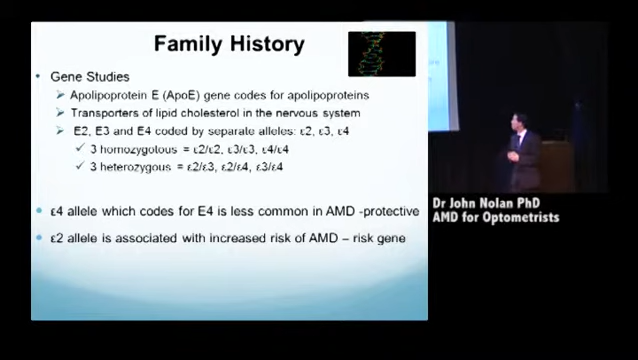 Family History
• Gene Studies
➢ Apolipoprotein E (ApoE) gene codes for apolipoproteins
➢ Transporters of lipid cholesterol in the nervous system
➢ E2, E3 and E4 coded by separate alleles: ε2, ε3, ε4
✓ 3 homozygotous = ε2/ε2, ε3/ε3, ε4/ε4
✓ 3 heterozygous = ε2/ε3, ε2/ε4, ε3/ε4
• ε4 allele which codes for E4 is less common in AMD -protective
• ε2 allele is associated with increased risk of AMD – risk gene
Dr John Nolan PhD
AMD for Optometrists